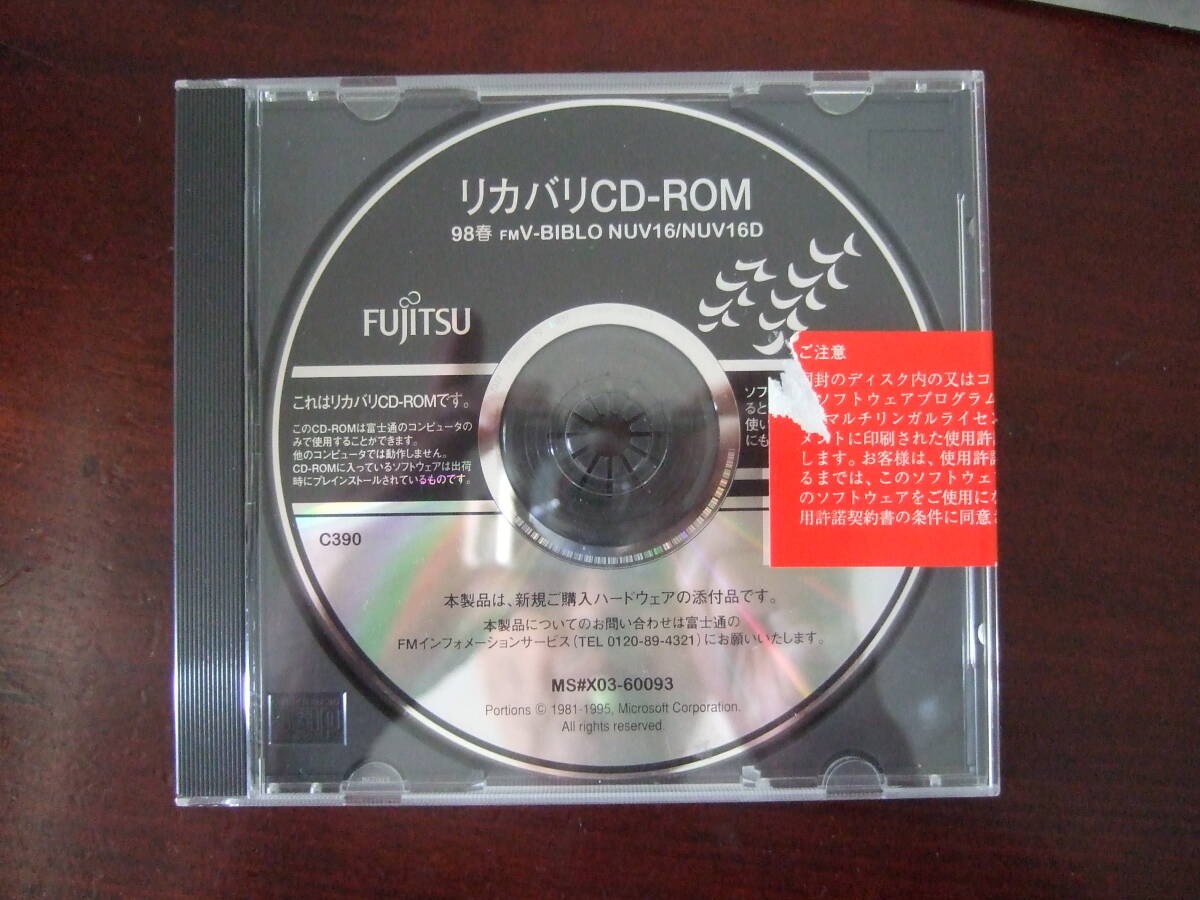 リカバリCD-ROM
98春 FMV-BIBLO NUV16/NUV16D
FUJITSU
これはリカバリCD-ROMです。
このCD-ROMは富士通のコンピュータの
みで使用することができます。
他のコンピュータでは動作しません。
CD-ROMに入っているソフトウェアは出荷
時にプレインストールされているものです。
ソフ
ると
使い
にも
ご注意
封のディスク内の又はコ
ソフトウェアプログラム
マルチリンガルライセン
メントに印刷された使用許諾
します。お客様は、使用許諾
るまでは、このソフトウェ
のソフトウェアをご使用にな
用許諾契約書の条件に同意
C390
本製品は、新規ご購入ハードウェアの添付品です。
本製品についてのお問い合わせは富士通の
FMインフォメーションサービス(TEL 0120-89-4321)にお願いいたします。
MS#X03-60093
Portions © 1981-1995, Microsoft Corporation.
All rights reserved.